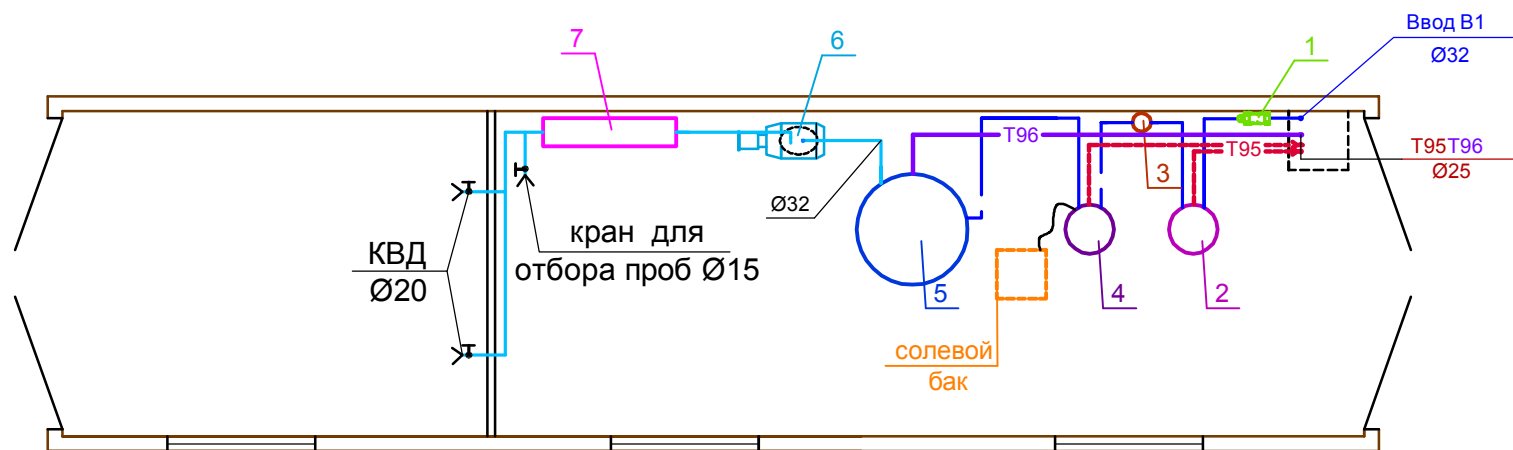 7
6
1
Ввод В1
Ø32
Т96
Т95
3
Т95Т96
Ø25
Ø32
КВД
Ø20
кран для
отбора проб Ø15
5
4
2
солевой
бак